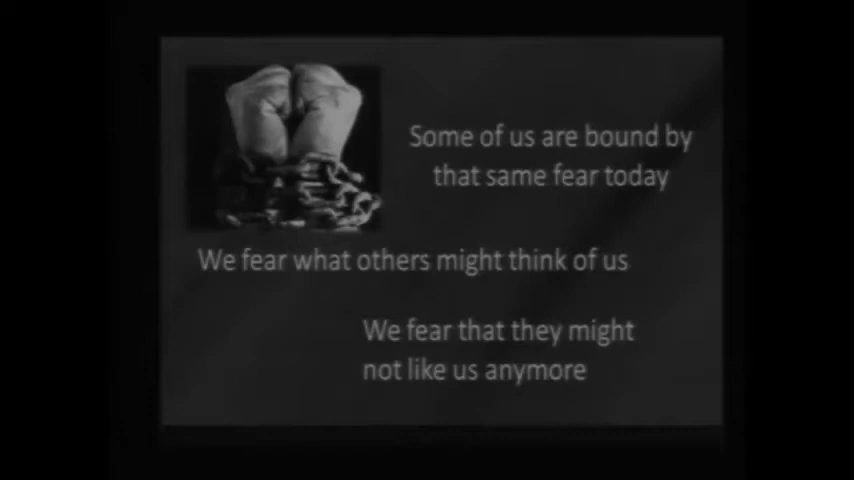 Some of us are bound by
that same fear today
We fear what others might think of us
We fear that they might
not like us anymore